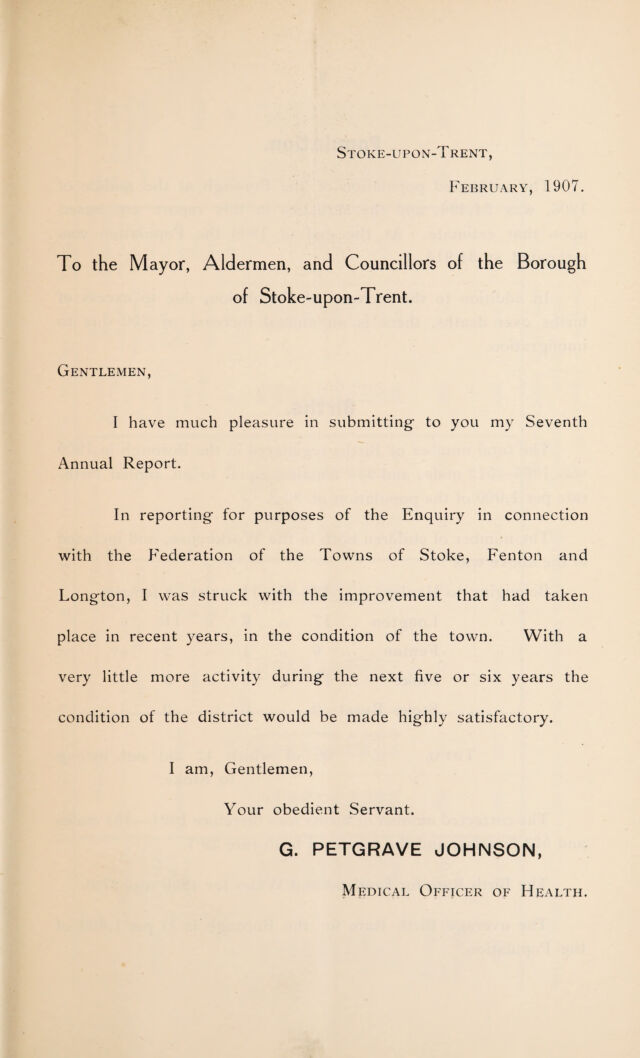 Stoke-upon-Trent,
February, 1907.
To the Mayor, Aldermen, and Councillors of the Borough
of Stoke-upon-Trent.
Gentlemen,
I have much pleasure in submitting to you my Seventh
Annual Report.
In reporting for purposes of the Enquiry in connection
with the Federation of the Towns of Stoke, Fenton and
Longton, I was struck with the improvement that had taken
place in recent years, in the condition of the town. With a
very little more activity during the next five or six years the
condition of the district would be made highly satisfactory.
I am, Gentlemen,
Your obedient Servant.
G. PETGRAVE JOHNSON,
Medical Officer of Health.